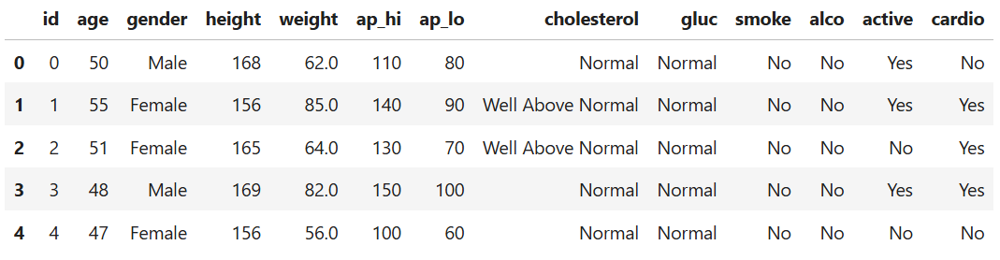 id age gender height weight ap_hi ap_lo cholesterol gluc smoke alco active cardio
0 0 50 Male 168 62.0 110 80 Normal Normal No No Yes No
1 1 55 Female 156 85.0 140 90 Well Above Normal Normal No No Yes Yes
2 2 51 Female 165 64.0 130 70 Well Above Normal Normal No No No Yes
3 3 48 Male 169 82.0 150 100 Normal Normal No No Yes Yes
4 4 47 Female 156 56.0 100 60 Normal Normal No No No No